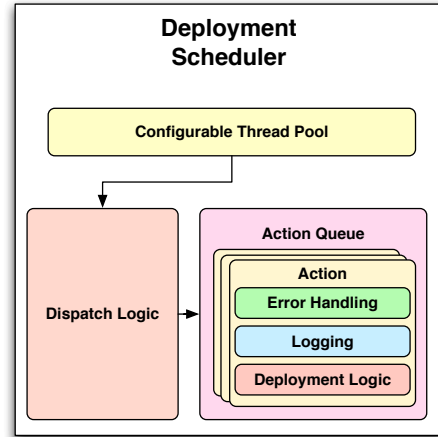 Deployment
Scheduler
Configurable Thread Pool
Dispatch Logic
Action Queue
Action
Error Handling
Logging
Deployment Logic